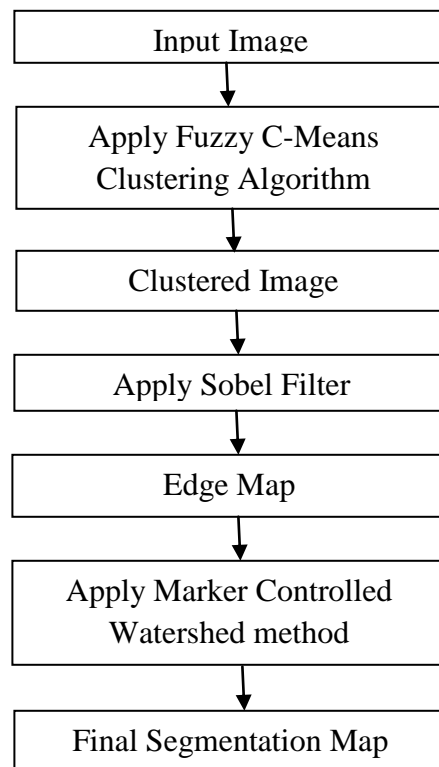 Input Image
Apply Fuzzy C-Means
Clustering Algorithm
Clustered Image
Apply Sobel Filter
Edge Map
Apply Marker Controlled
Watershed method
Final Segmentation Map